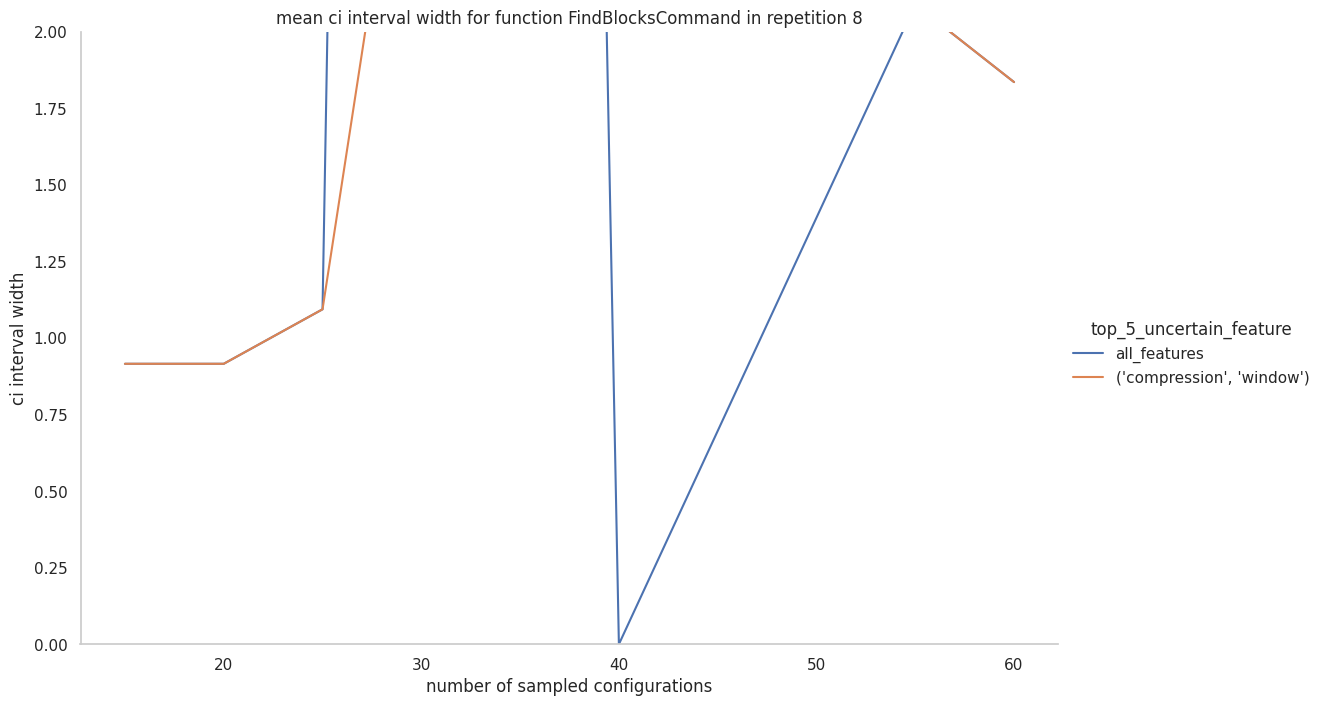 mean ci interval width for function FindBlocksCommand in repetition 8
2.00
1.75
1.50
1.25
1.00
0.75
0.50
0.25
0.00
ci interval width
20
30
40
50
60
number of sampled configurations
top_5_uncertain_feature
all_features
('compression', 'window')